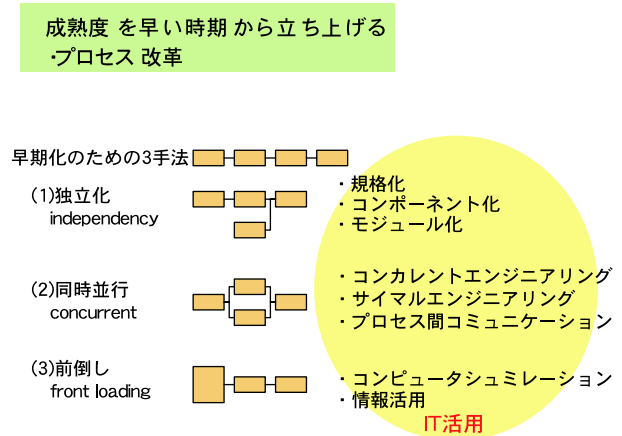 成熟度 を早い時期 から立ち上げる
・プロセス 改革
早期化のための3手法
(1)独立化
independency
・規格化
・コンポーネント化
・モジュール化
(2)同時並行
concurrent
・コンカレントエンジニアリング
・サイマルエンジニアリング
・プロセス間コミュニケーション
(3)前倒し
front loading
・コンピュータシュミレーション
・情報活用
IT活用